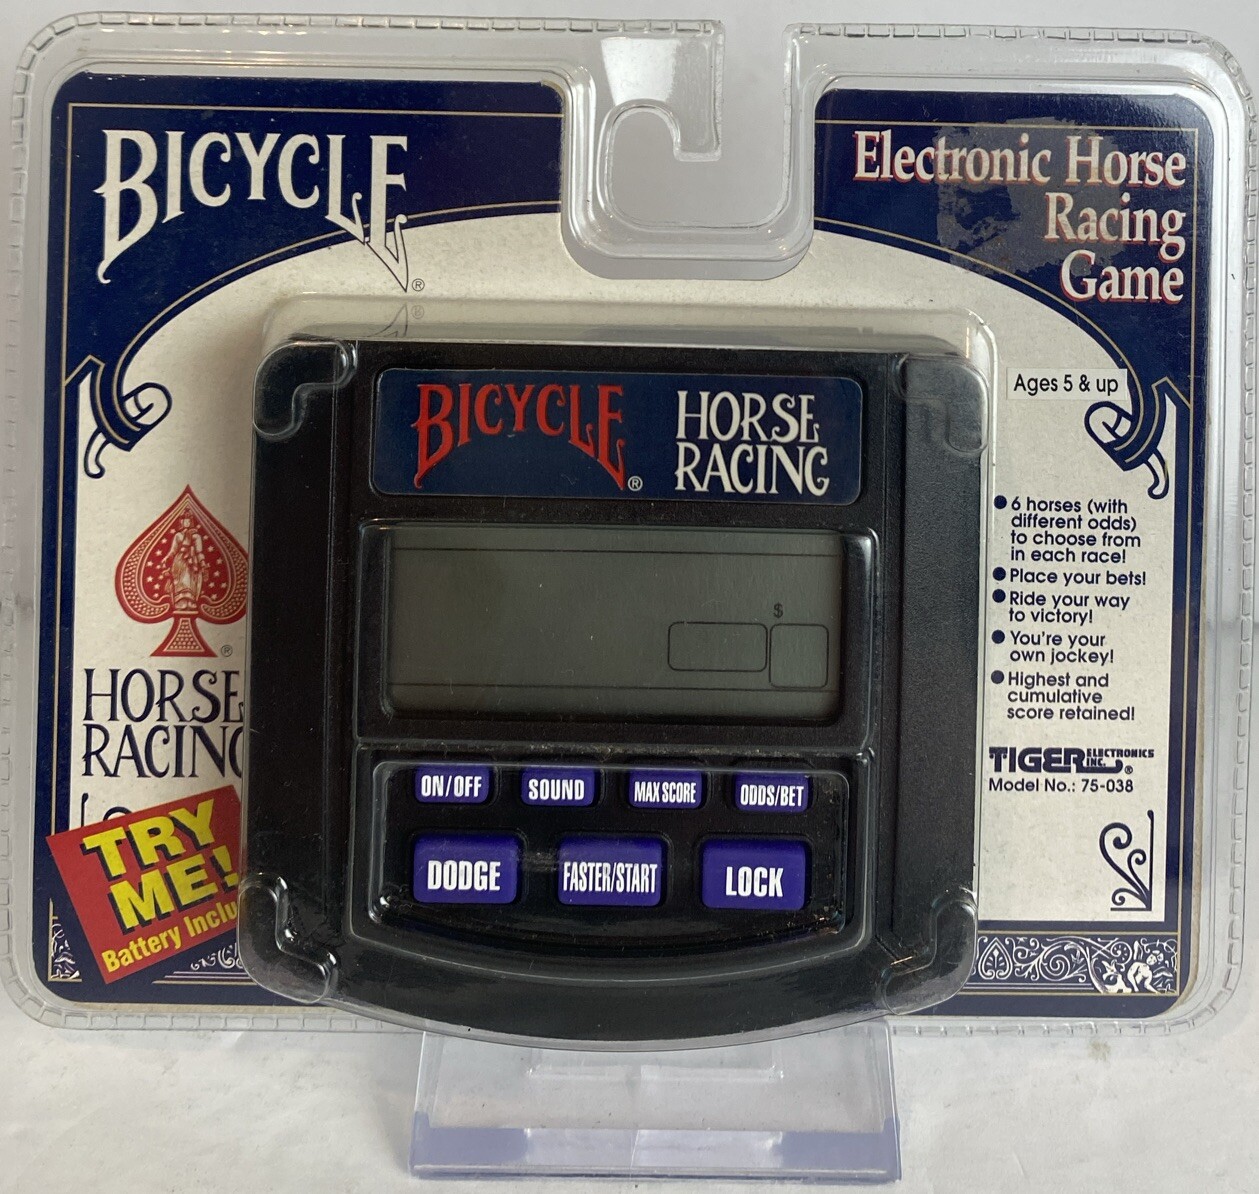 BICYCLE®
Electronic Horse
Racing
Game
Ages 5 & up
BICYCLE® HORSE
RACING
$
ON/OFF SOUND MAX SCORE ODDS/BET
DODGE FASTER/START LOCK
®
HORSE
RACING
TRY
ME!
Battery Inclu
● 6 horses (with
different odds)
to choose from
in each race!
● Place your bets!
● Ride your way
to victory!
● You're your
own jockey!
● Highest and
cumulative
score retained!
TIGER ELECTRONICS
INC.®
Model No.: 75-038